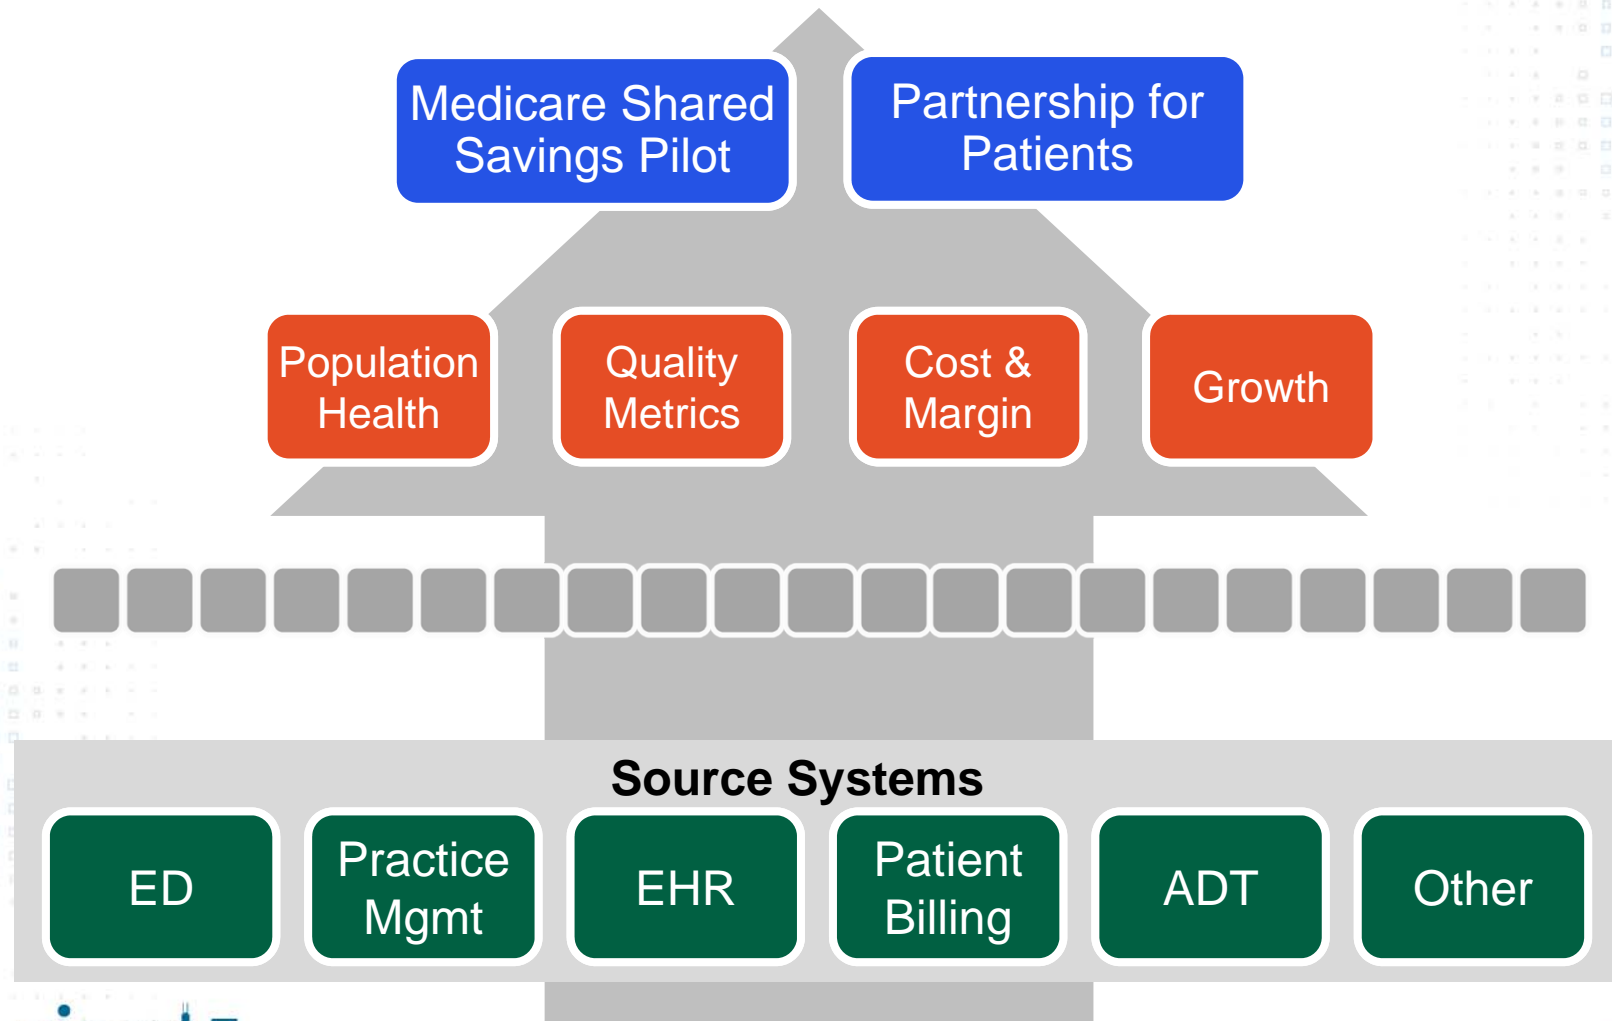 Medicare Shared
Savings Pilot
Partnership for
Patients
Population
Health
Quality
Metrics
Cost &
Margin
Growth
Source Systems
ED
Practice
Mgmt
EHR
Patient
Billing
ADT
Other